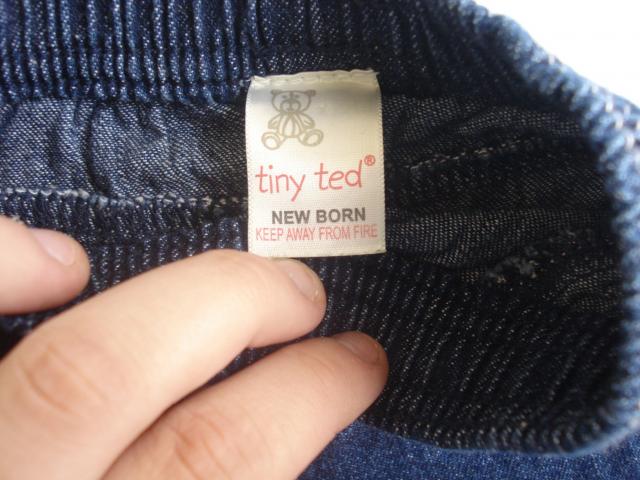 tiny ted®
NEW BORN
KEEP AWAY FROM FIRE